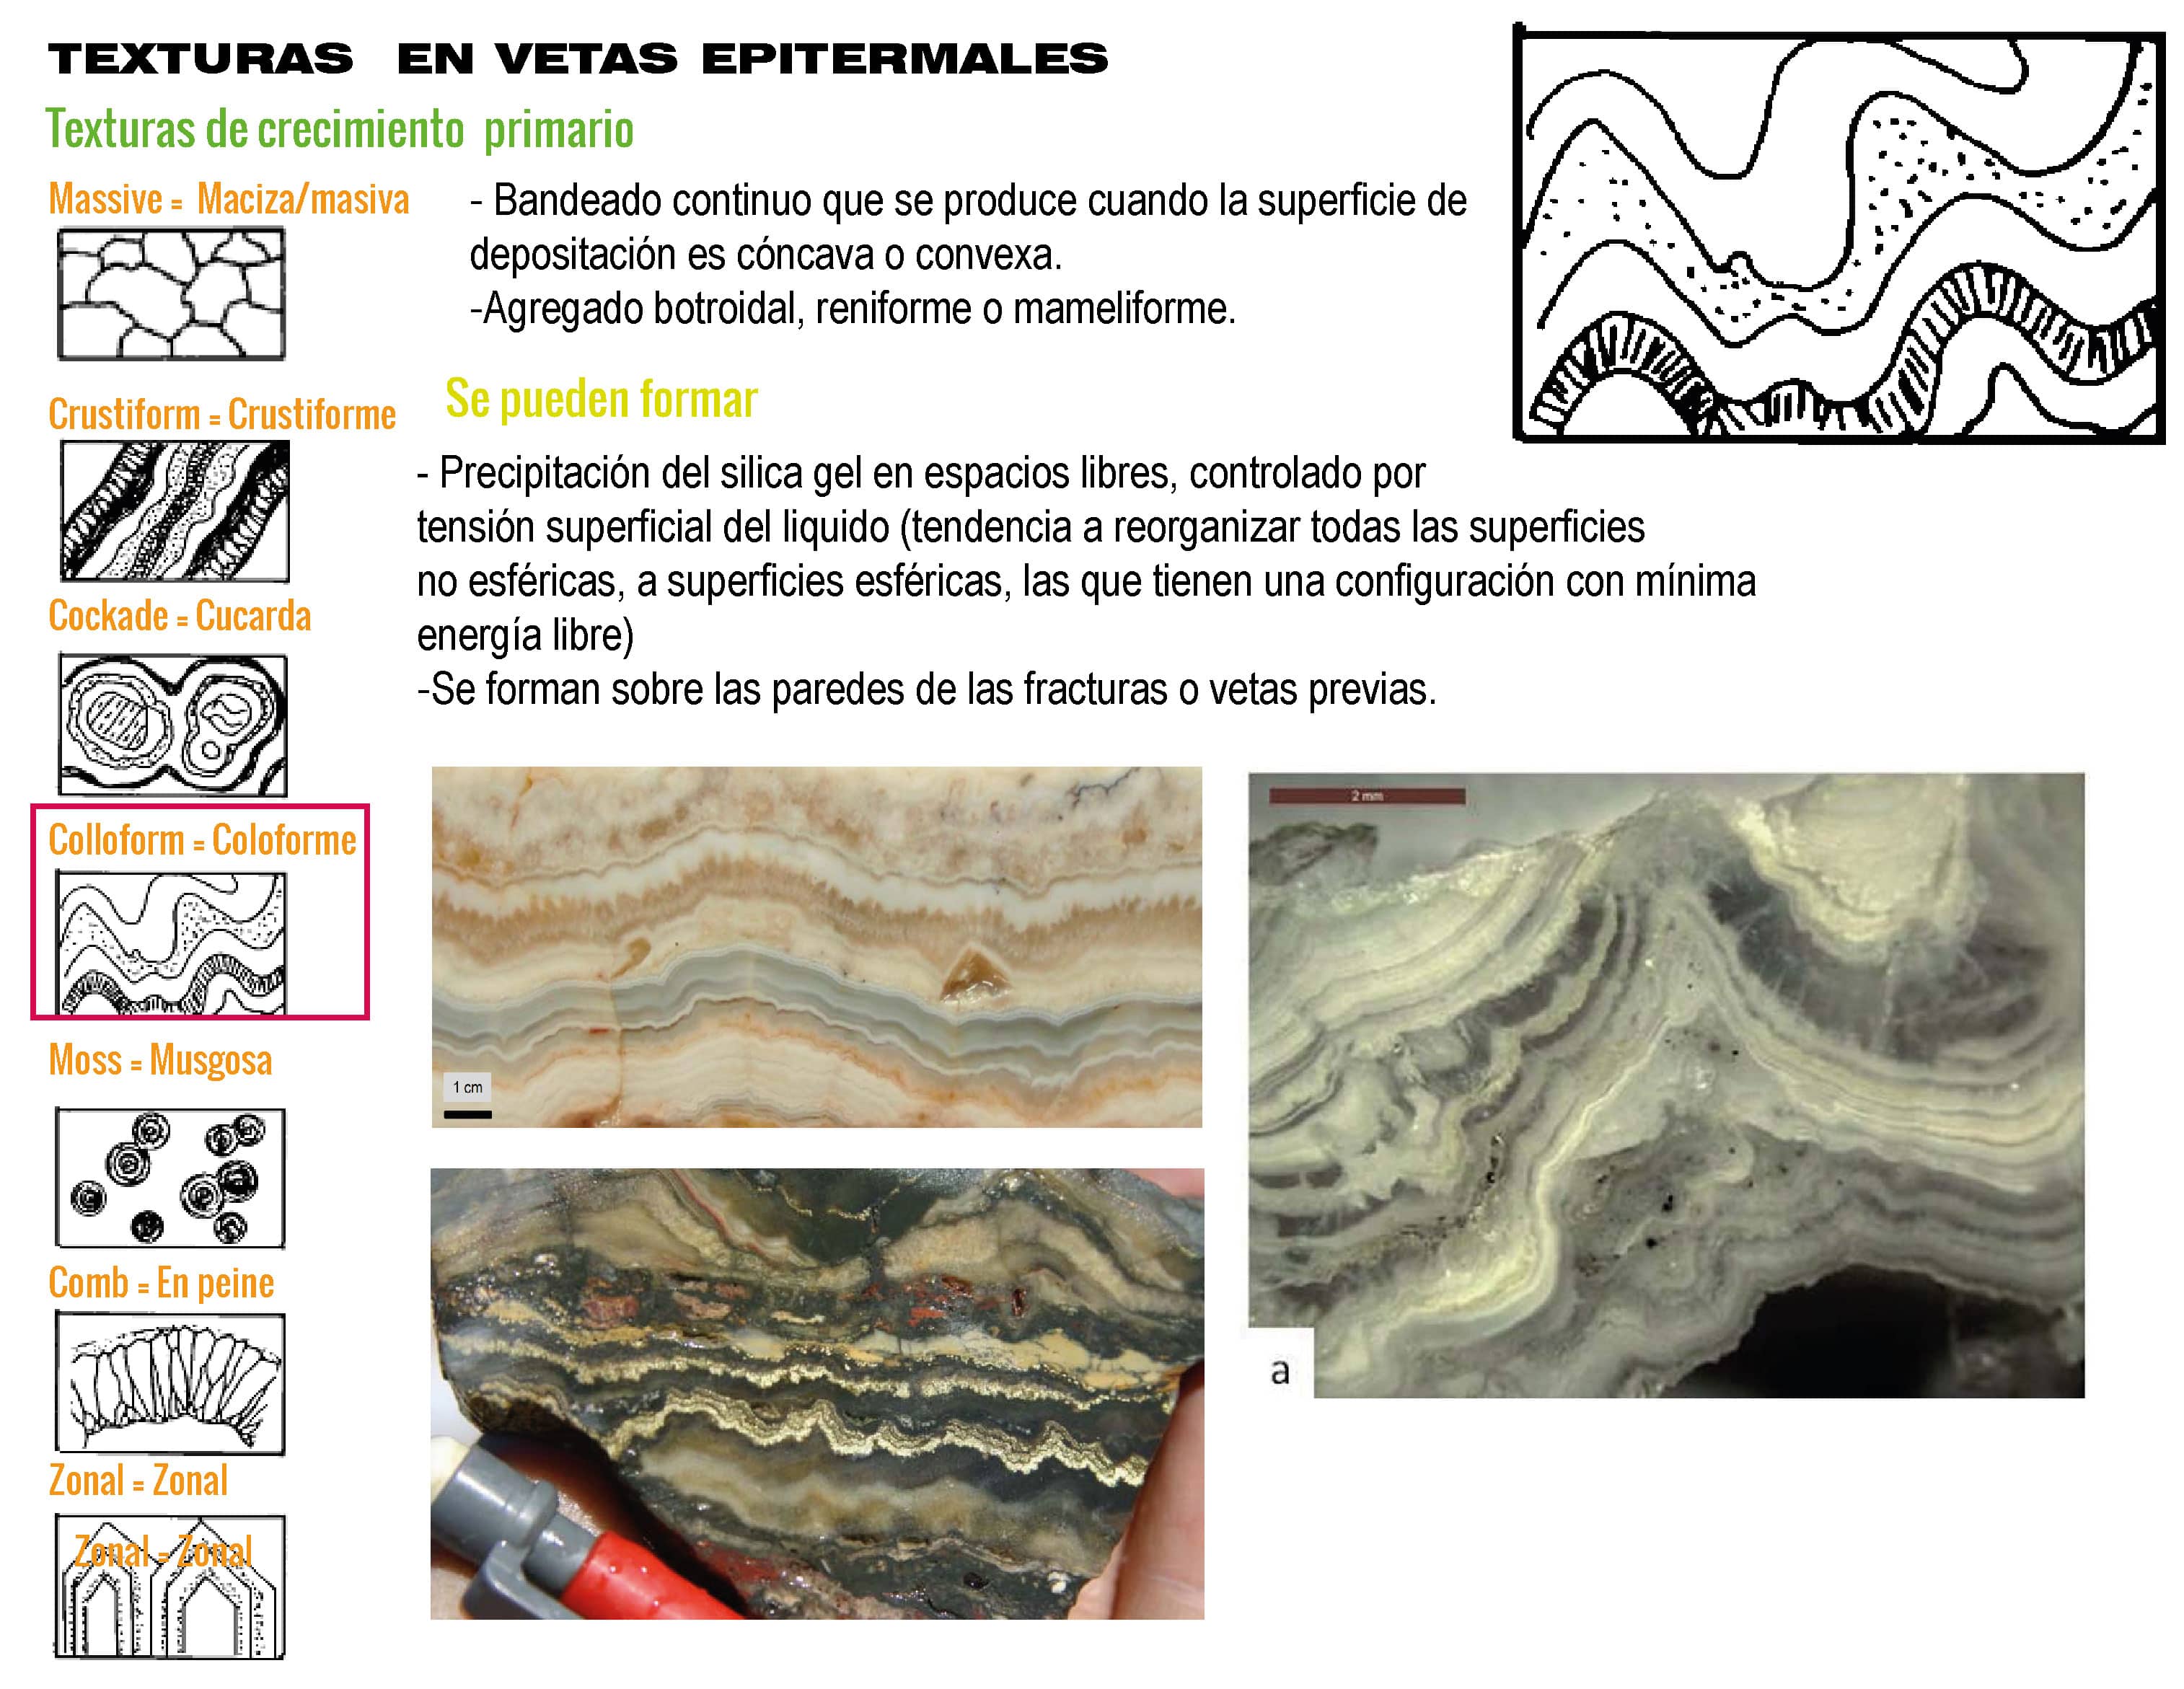 TEXTURAS EN VETAS EPITERMALES
Texturas de crecimiento primario
Massive = Maciza/masiva
- Bandeado continuo que se produce cuando la superficie de
depositación es cóncava o convexa.
-Agregado botroidal, reniforme o mameliforme.
Crustiform = Crustiforme
Se pueden formar
- Precipitación del silica gel en espacios libres, controlado por
tensión superficial del liquido (tendencia a reorganizar todas las superficies
no esféricas, a superficies esféricas, las que tienen una configuración con mínima
energía libre)
-Se forman sobre las paredes de las fracturas o vetas previas.
Cockade = Cucarda
Colloform = Coloforme
Moss = Musgosa
Comb = En peine
Zonal = Zonal
Zonal = Zonal
1 cm
2 mm
a